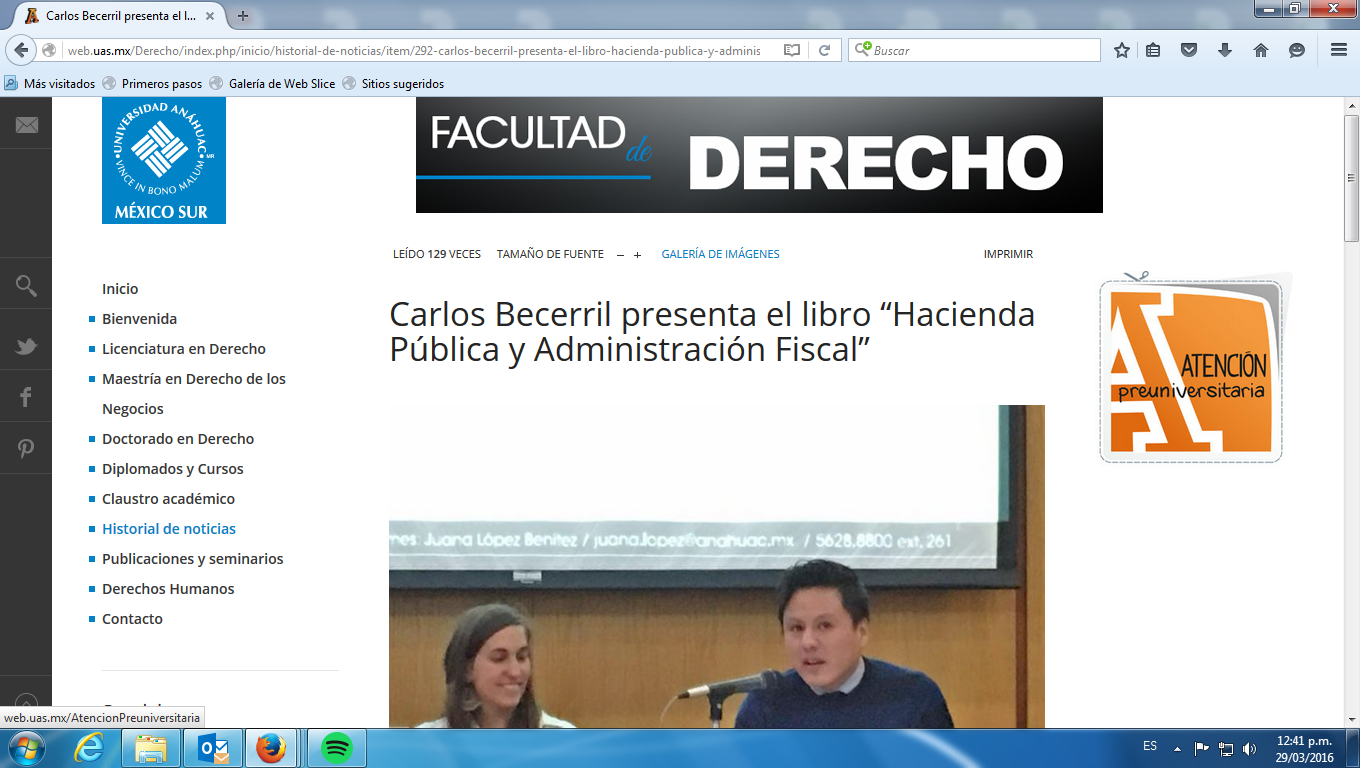 Carlos Becerril presenta el l...
web.uas.mx/Derecho/index.php/inicio/historial-de-noticias/item/292-carlos-becerril-presenta-el-libro-hacienda-publica-y-adminis
Buscar
Más visitados
Primeros pasos
Galería de Web Slice
Sitios sugeridos
UNIVERSIDAD ANÁHUAC
MR
VINCE IN BONO MALUM
MÉXICO SUR
FACULTAD de DERECHO
LEÍDO 129 VECES
TAMAÑO DE FUENTE – +
GALERÍA DE IMÁGENES
IMPRIMIR
Inicio
Bienvenida
Licenciatura en Derecho
Maestría en Derecho de los
Negocios
Doctorado en Derecho
Diplomados y Cursos
Claustro académico
Historial de noticias
Publicaciones y seminarios
Derechos Humanos
Contacto
Carlos Becerril presenta el libro “Hacienda
Pública y Administración Fiscal”
ATENCIÓN
preuniversitaria
mes: Juana López Benítez / juana.lopez@anahuac.mx / 5628,8800 ext, 261
web.uas.mx/AtencionPreuniversitaria
ES
12:41 p.m.
29/03/2016